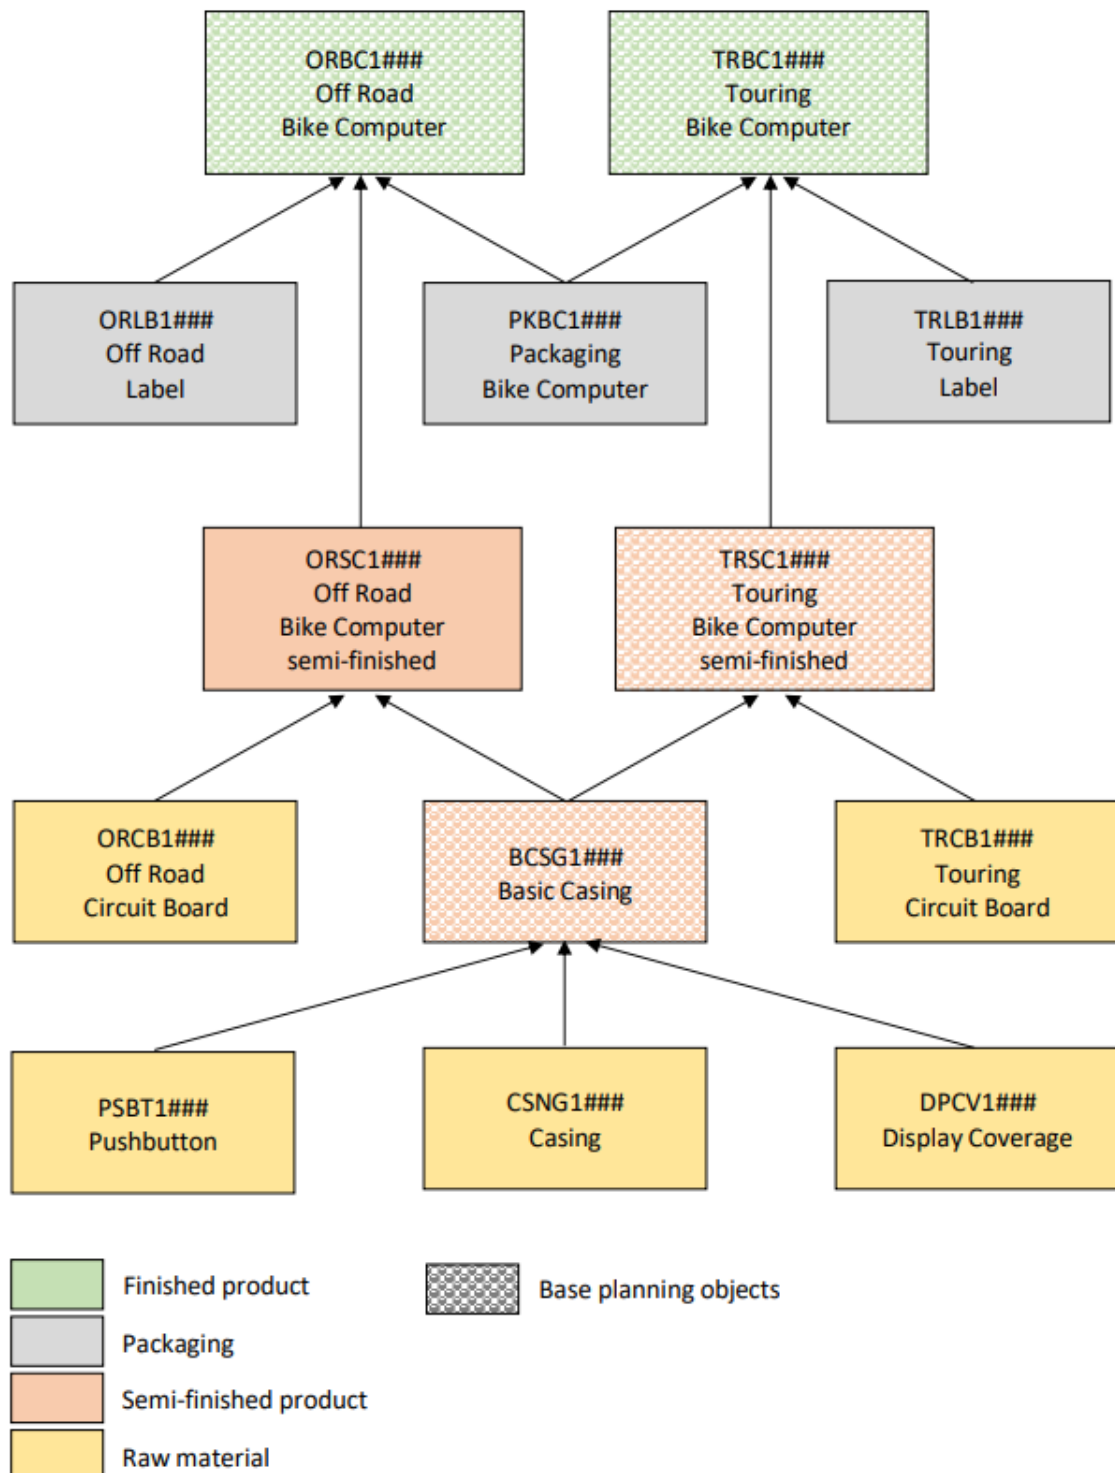 ORBC1###
Off Road
Bike Computer
TRBC1###
Touring
Bike Computer
ORLB1###
Off Road
Label
PKBC1###
Packaging
Bike Computer
TRLB1###
Touring
Label
ORSC1###
Off Road
Bike Computer
semi-finished
TRSC1###
Touring
Bike Computer
semi-finished
ORCB1###
Off Road
Circuit Board
BCSG1###
Basic Casing
TRCB1###
Touring
Circuit Board
PSBT1###
Pushbutton
CSNG1###
Casing
DPCV1###
Display Coverage
Finished product
Base planning objects
Packaging
Semi-finished product
Raw material